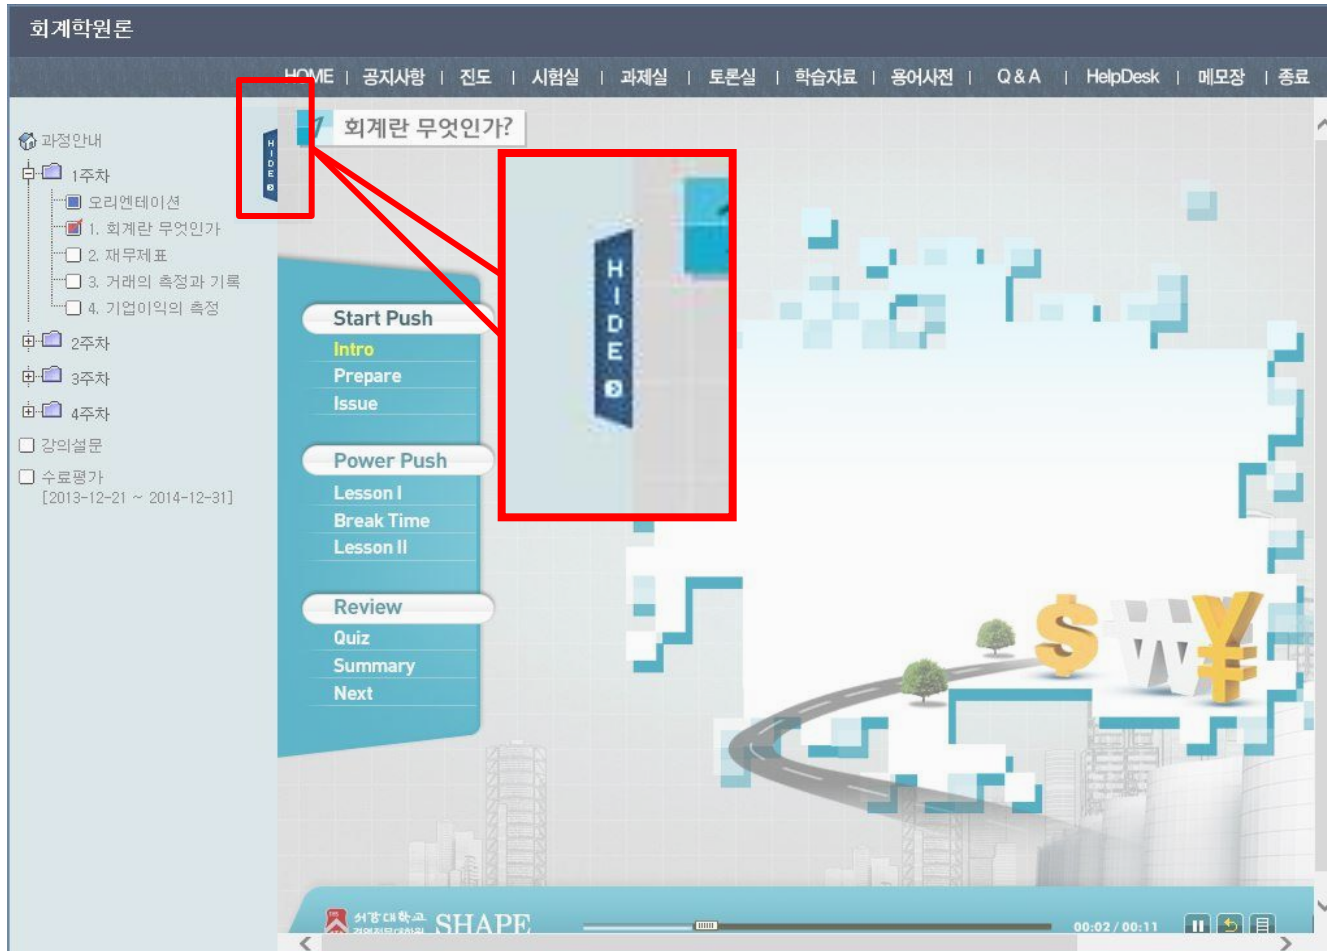 회계학원론
HOME | 공지사항 | 진도 | 시험실 | 과제실 | 토론실 | 학습자료 | 용어사전 | Q & A | HelpDesk | 메모장 | 종료
과정안내
1주차
오리엔테이션
1. 회계란 무엇인가
2. 재무제표
3. 거래의 측정과 기록
4. 기업이익의 측정
2주차
3주차
4주차
강의설문
수료평가
[2013-12-21 ~ 2014-12-31]
HIDE
1 회계란 무엇인가?
HIDE
Start Push
Intro
Prepare
Issue
Power Push
Lesson I
Break Time
Lesson II
Review
Quiz
Summary
Next
서강대학교
경영전문대학원
SHAPE
00:02 / 00:11